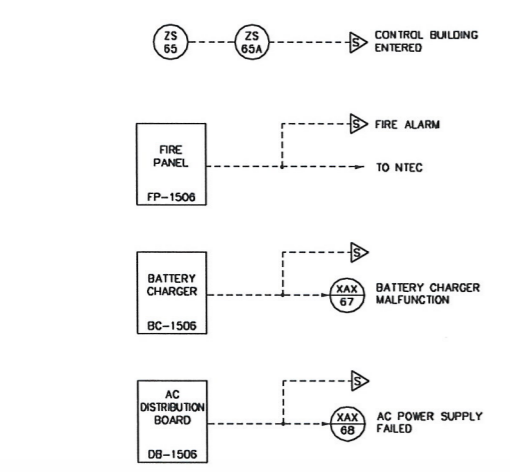 ZS
65
ZS
65A
S
CONTROL BUILDING
ENTERED
FIRE
PANEL
FP-1506
S
FIRE ALARM
TO NTEC
BATTERY
CHARGER
BC-1506
S
XAX
67
BATTERY CHARGER
MALFUNCTION
AC
DISTRIBUTION
BOARD
DB-1506
S
XAX
68
AC POWER SUPPLY
FAILED